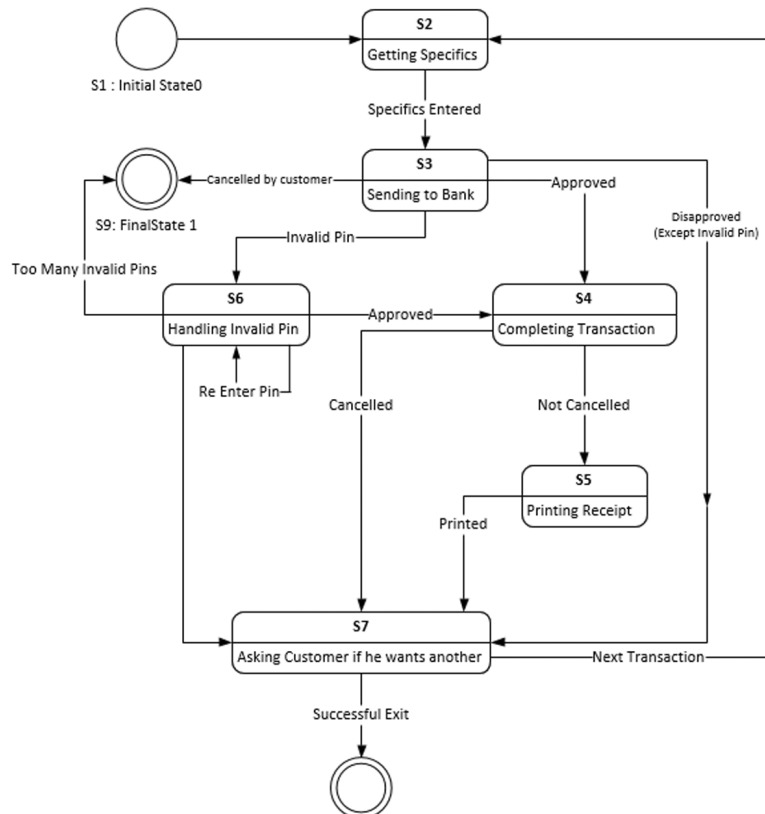 S2
Getting Specifics
S1 : Initial State0
Specifics Entered
S3
Cancelled by customer
Sending to Bank
Approved
S9: FinalState 1
Disapproved
(Except Invalid Pin)
Invalid Pin
Too Many Invalid Pins
S6
Handling Invalid Pin
Approved
S4
Completing Transaction
Re Enter Pin
Cancelled
Not Cancelled
S5
Printing Receipt
Printed
S7
Asking Customer if he wants another
Next Transaction
Successful Exit